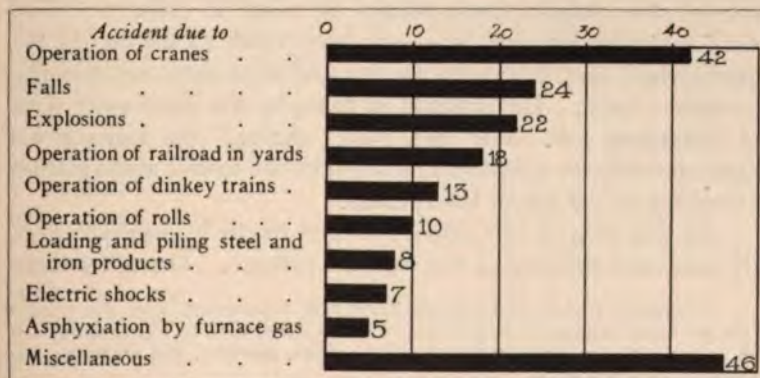 Accident due to 0 10 20 30 40
Operation of cranes . . 42
Falls . . . . 24
Explosions . . . 22
Operation of railroad in yards 18
Operation of dinkey trains . 13
Operation of rolls . . . 10
Loading and piling steel and
iron products . . . 8
Electric shocks . . . 7
Asphyxiation by furnace gas 5
Miscellaneous . . . 46